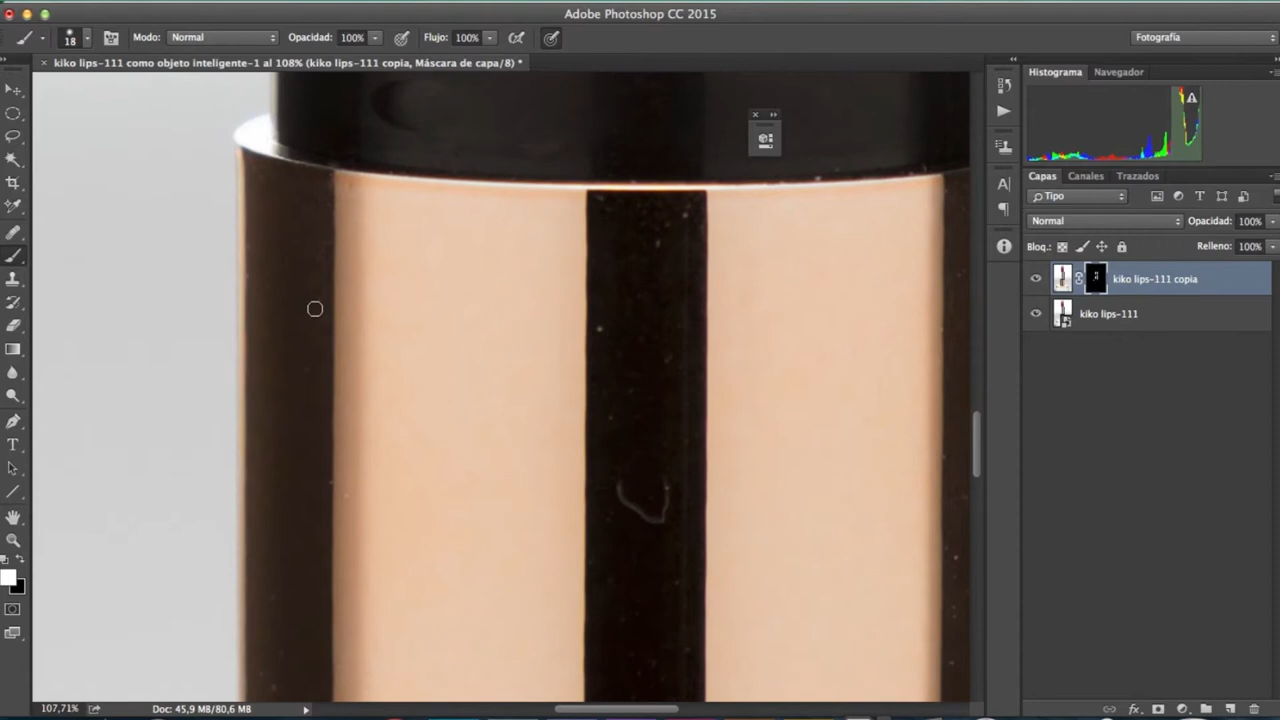 Adobe Photoshop CC 2015
18
Modo: Normal
Opacidad: 100%
Flujo: 100%
Fotografía
× kiko lips-111 como objeto inteligente-1 al 108% (kiko lips-111 copia, Máscara de capa/8) *
Histograma
Navegador
Capas
Canales
Trazados
Tipo
Normal
Opacidad: 100%
Bloq.:
Relleno: 100%
kiko lips-111 copia
kiko lips-111
107,71%
Doc: 45,9 MB/80,6 MB